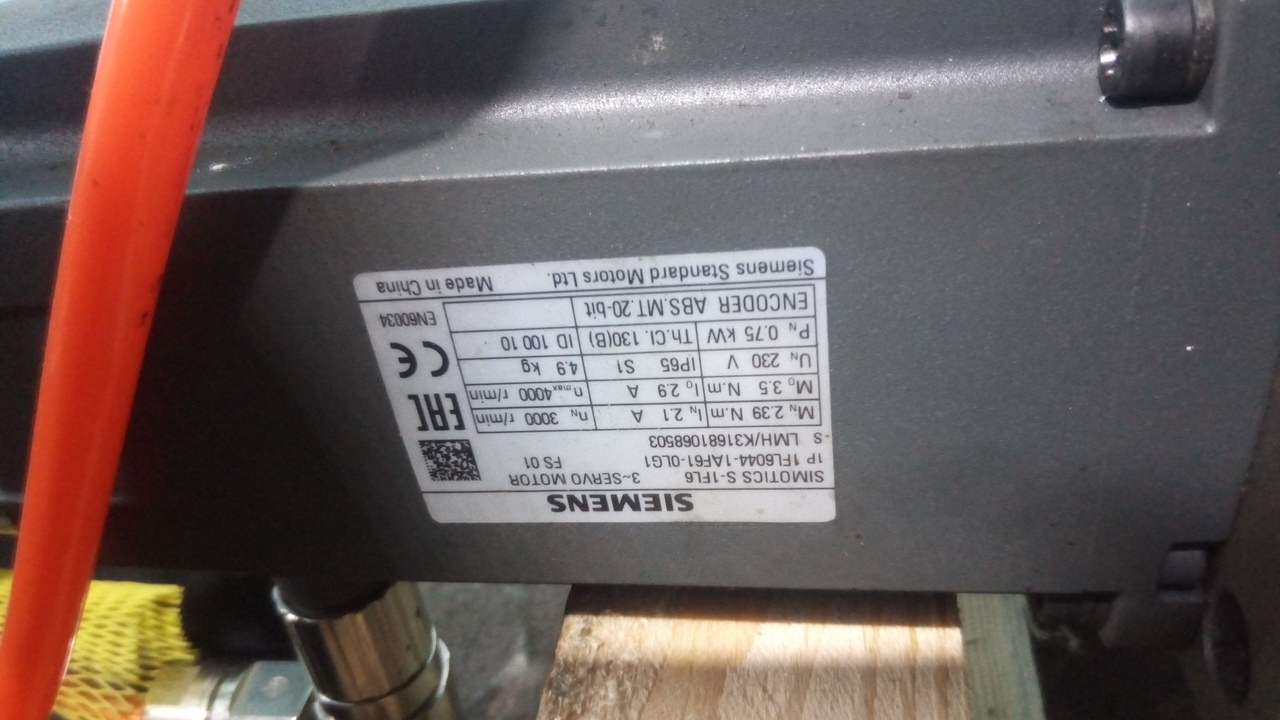 SIEMENS
SIMOTICS S-1FL6 3~SERVO MOTOR
1P 1FL6044-1AF61-0LG1 FS 01
S LMH/K31681068503
MN 2.39 N.m IN 2.1 A nN 3000 r/min
M0 3.5 N.m I0 2.9 A nmax 4000 r/min
UN 230 V IP65 S1 4.9 kg
PN 0.75 kW Th.Cl. 130(B) ID 100 10
ENCODER ABS.MT.20-bit
EAC
CE
EN60034
Siemens Standard Motors Ltd. Made in China